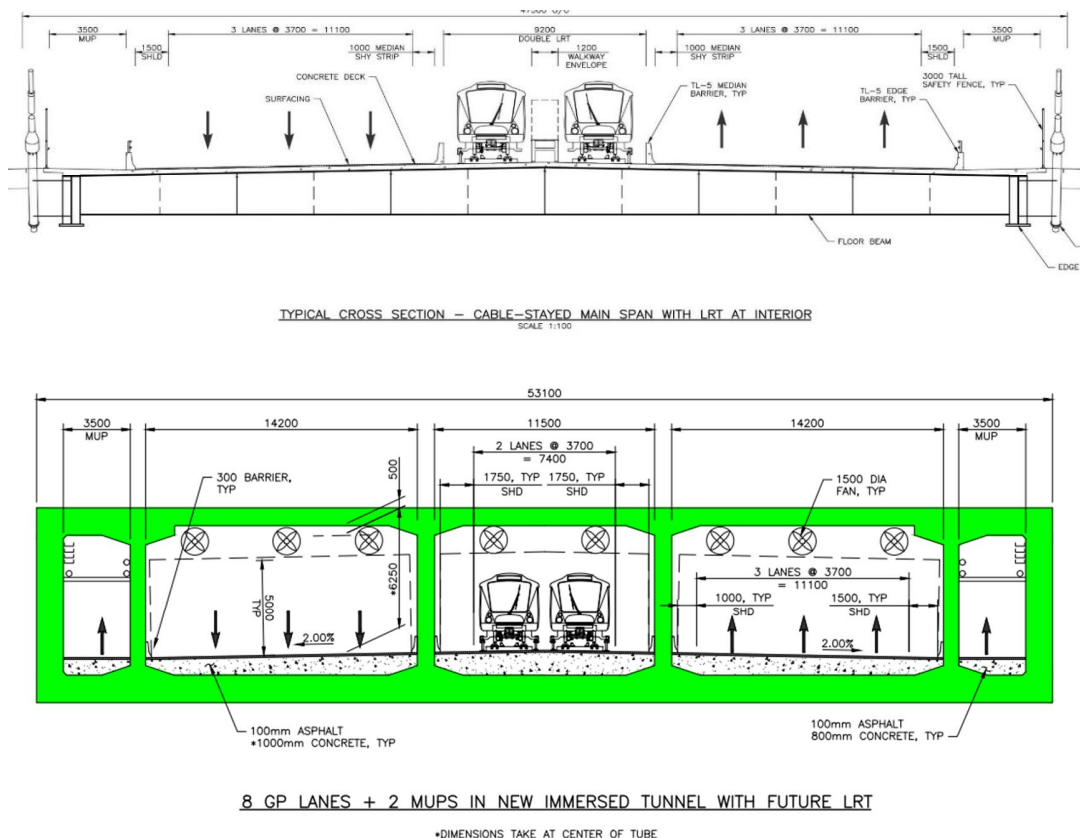 47300 O/O
3500
MUP
1500
SHLD
3 LANES @ 3700 = 11100
1000 MEDIAN
SHY STRIP
9200
DOUBLE LRT
1200
WALKWAY
ENVELOPE
1000 MEDIAN
SHY STRIP
3 LANES @ 3700 = 11100
1500
SHLD
3500
MUP
CONCRETE DECK
SURFACING
TL-5 MEDIAN
BARRIER, TYP
TL-5 EDGE
BARRIER, TYP
3000 TALL
SAFETY FENCE, TYP
FLOOR BEAM
EDGE
TYPICAL CROSS SECTION - CABLE-STAYED MAIN SPAN WITH LRT AT INTERIOR
SCALE 1:100
53100
3500
MUP
14200
11500
14200
3500
MUP
2 LANES @ 3700
= 7400
300 BARRIER,
TYP
500
1750, TYP
SHD
1750, TYP
SHD
1500 DIA
FAN, TYP
5000
TYP
*6250
3 LANES @ 3700
= 11100
1000, TYP
SHD
1500, TYP
SHD
2.00%
2.00%
100mm ASPHALT
*1000mm CONCRETE, TYP
100mm ASPHALT
800mm CONCRETE, TYP
8 GP LANES + 2 MUPS IN NEW IMMERSED TUNNEL WITH FUTURE LRT
*DIMENSIONS TAKE AT CENTER OF TUBE